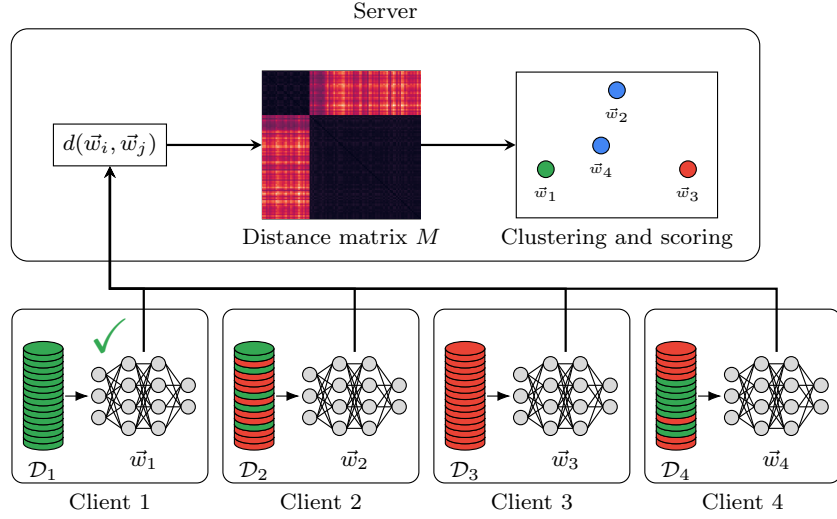 Server
d(w⃗ᵢ, w⃗ⱼ)
Distance matrix M
w⃗₂
w⃗₄
w⃗₁
w⃗₃
Clustering and scoring
𝒟₁
w⃗₁
Client 1
𝒟₂
w⃗₂
Client 2
𝒟₃
w⃗₃
Client 3
𝒟₄
w⃗₄
Client 4